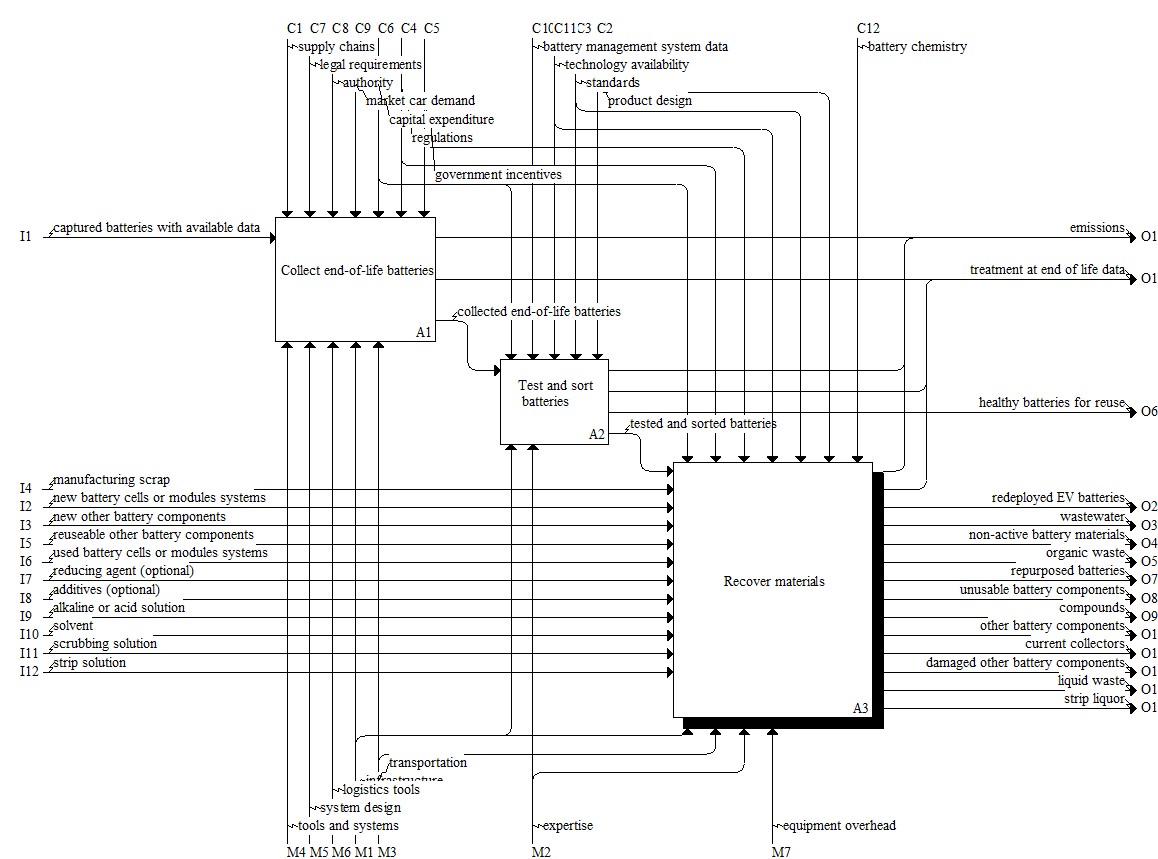 C1 C7 C8 C9 C6 C4 C5 C10 C11 C3 C2 C12
supply chains
battery management system data
battery chemistry
legal requirements
technology availability
authority
standards
market car demand
product design
capital expenditure
regulations
government incentives
I1 captured batteries with available data
emissions O1
Collect end-of-life batteries
treatment at end of life data O1
collected end-of-life batteries
A1
Test and sort
batteries
healthy batteries for reuse O6
tested and sorted batteries
A2
I4 manufacturing scrap
I2 new battery cells or modules systems
redeployed EV batteries O2
I3 new other battery components
wastewater O3
I5 reuseable other battery components
non-active battery materials O4
I6 used battery cells or modules systems
organic waste O5
I7 reducing agent (optional)
Recover materials
repurposed batteries O7
I8 additives (optional)
unusable battery components O8
I9 alkaline or acid solution
compounds O9
I10 solvent
other battery components O1
I11 scrubbing solution
current collectors O1
I12 strip solution
damaged other battery components O1
liquid waste O1
strip liquor O1
A3
transportation
infrastructure
logistics tools
system design
tools and systems
expertise
equipment overhead
M4 M5 M6 M1 M3 M2 M7